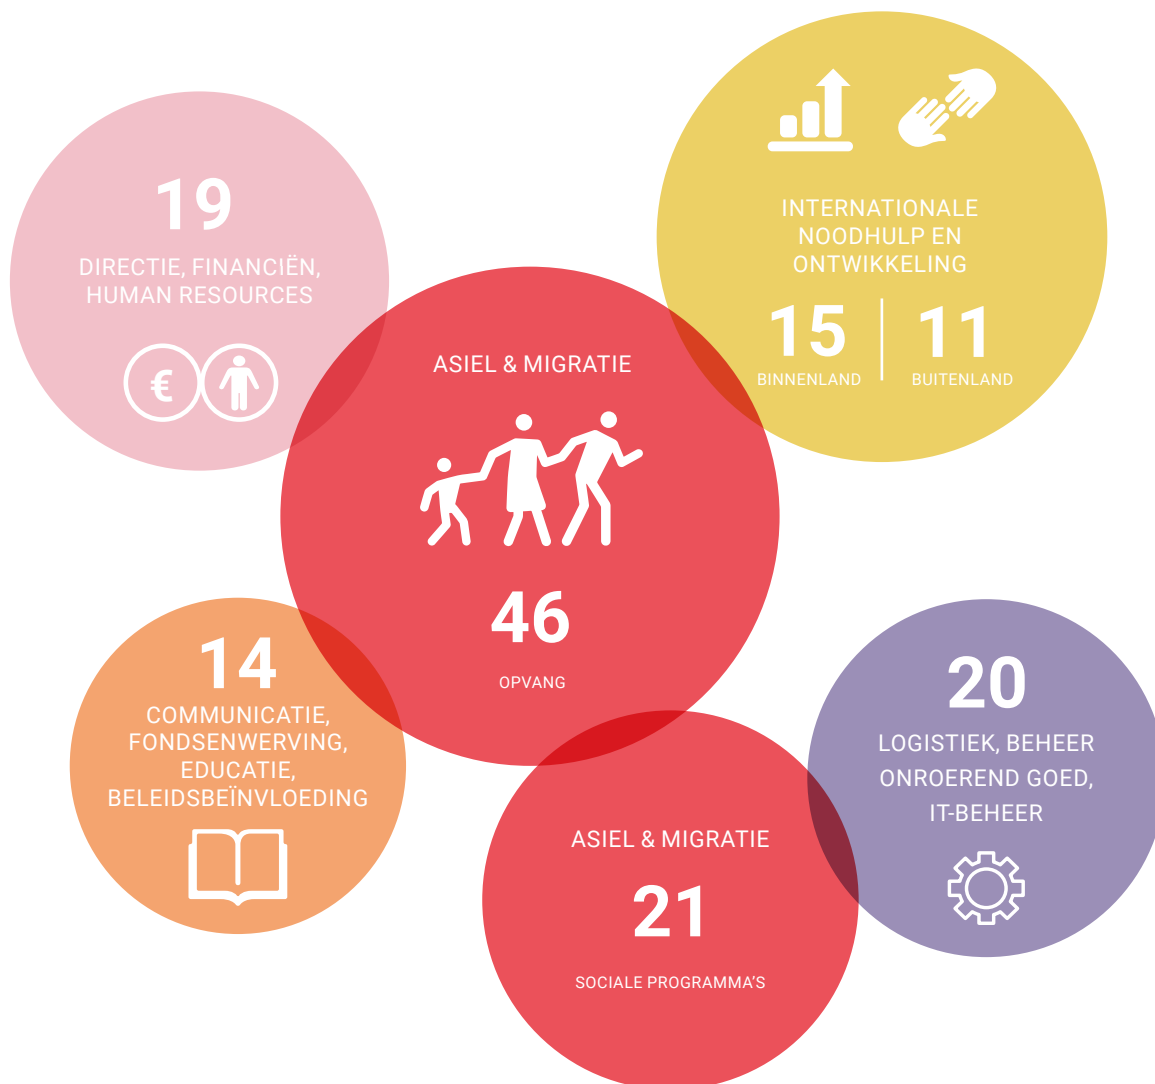 19
DIRECTIE, FINANCIËN,
HUMAN RESOURCES
€
INTERNATIONALE
NOODHULP EN
ONTWIKKELING
15
BINNENLAND
11
BUITENLAND
ASIEL & MIGRATIE
46
OPVANG
14
COMMUNICATIE,
FONDSENWERVING,
EDUCATIE,
BELEIDSBEÏNVLOEDING
ASIEL & MIGRATIE
21
SOCIALE PROGRAMMA'S
20
LOGISTIEK, BEHEER
ONROEREND GOED,
IT-BEHEER